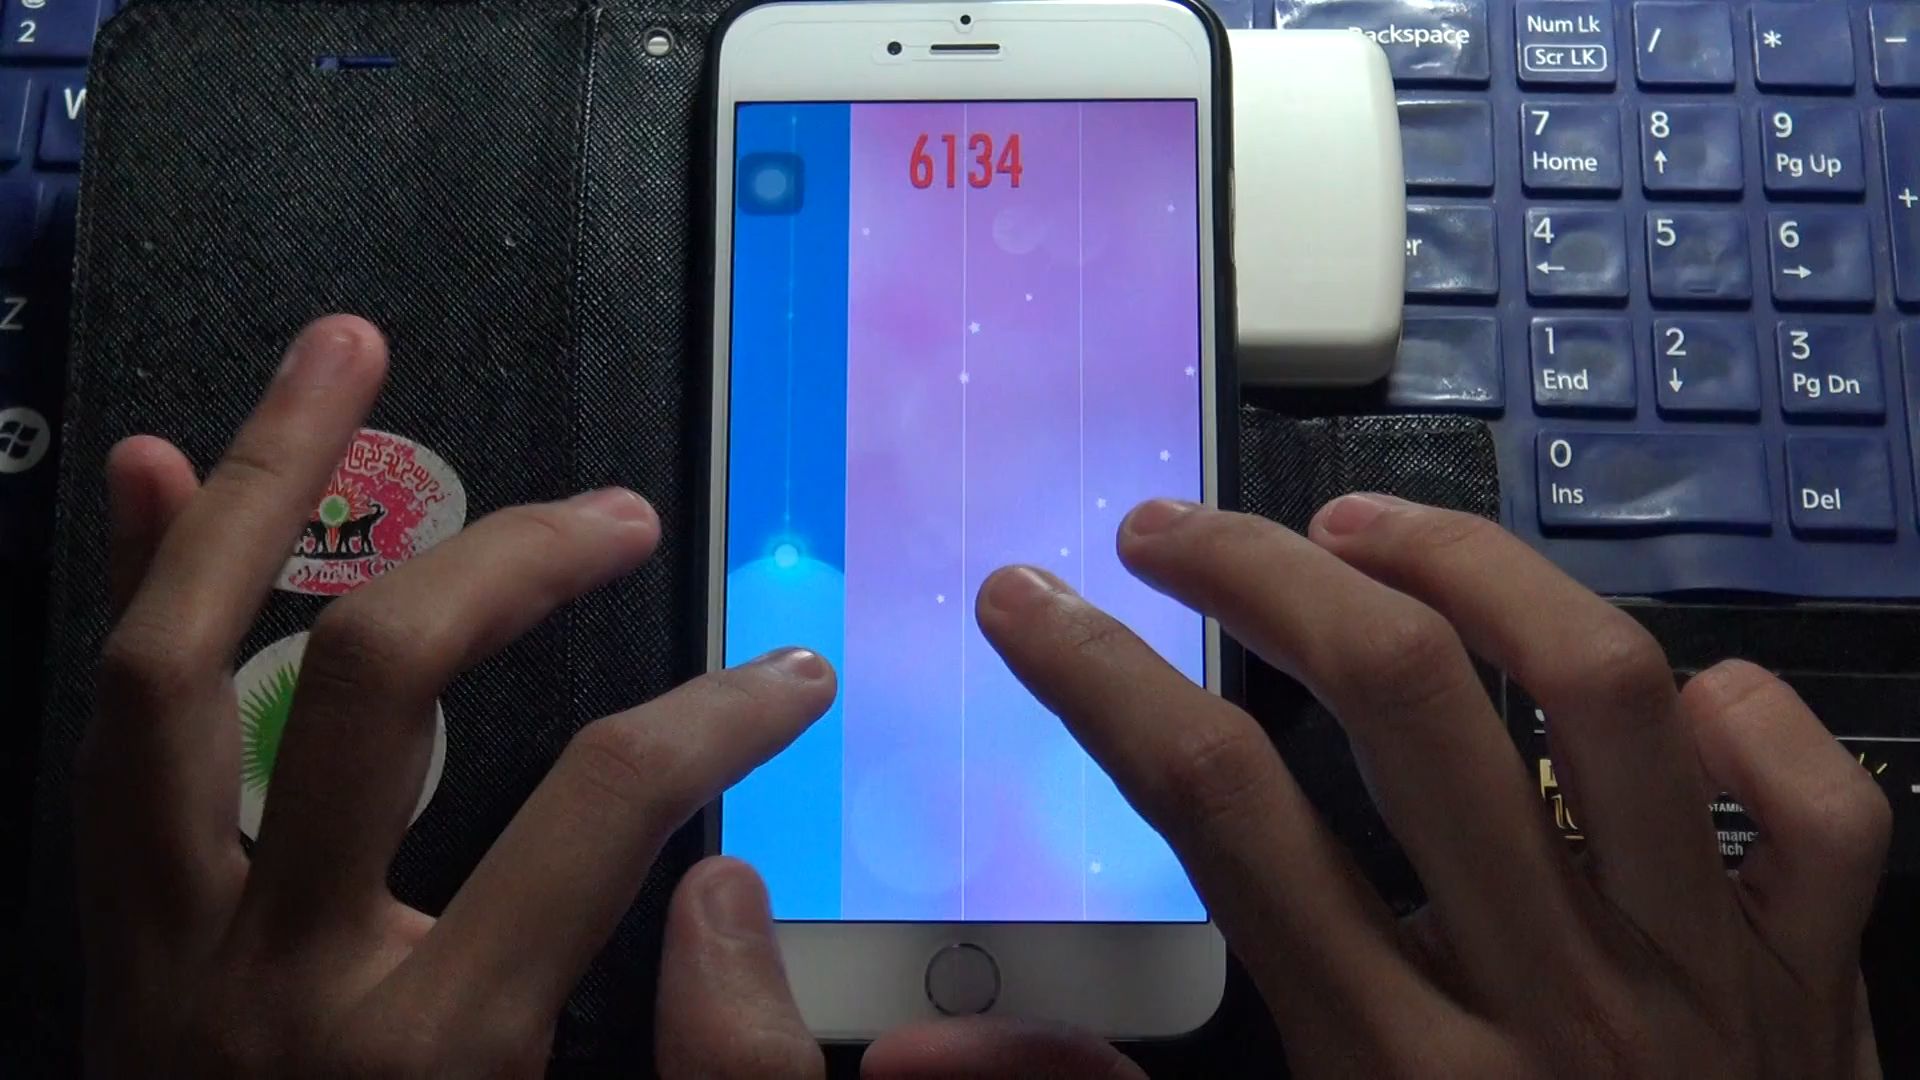 2
W
Z
6134
Backspace
Num Lk
Scr LK
/
*
-
7
Home
8
↑
9
Pg Up
+
4
←
5
6
→
er
1
End
2
↓
3
Pg Dn
0
Ins
Del